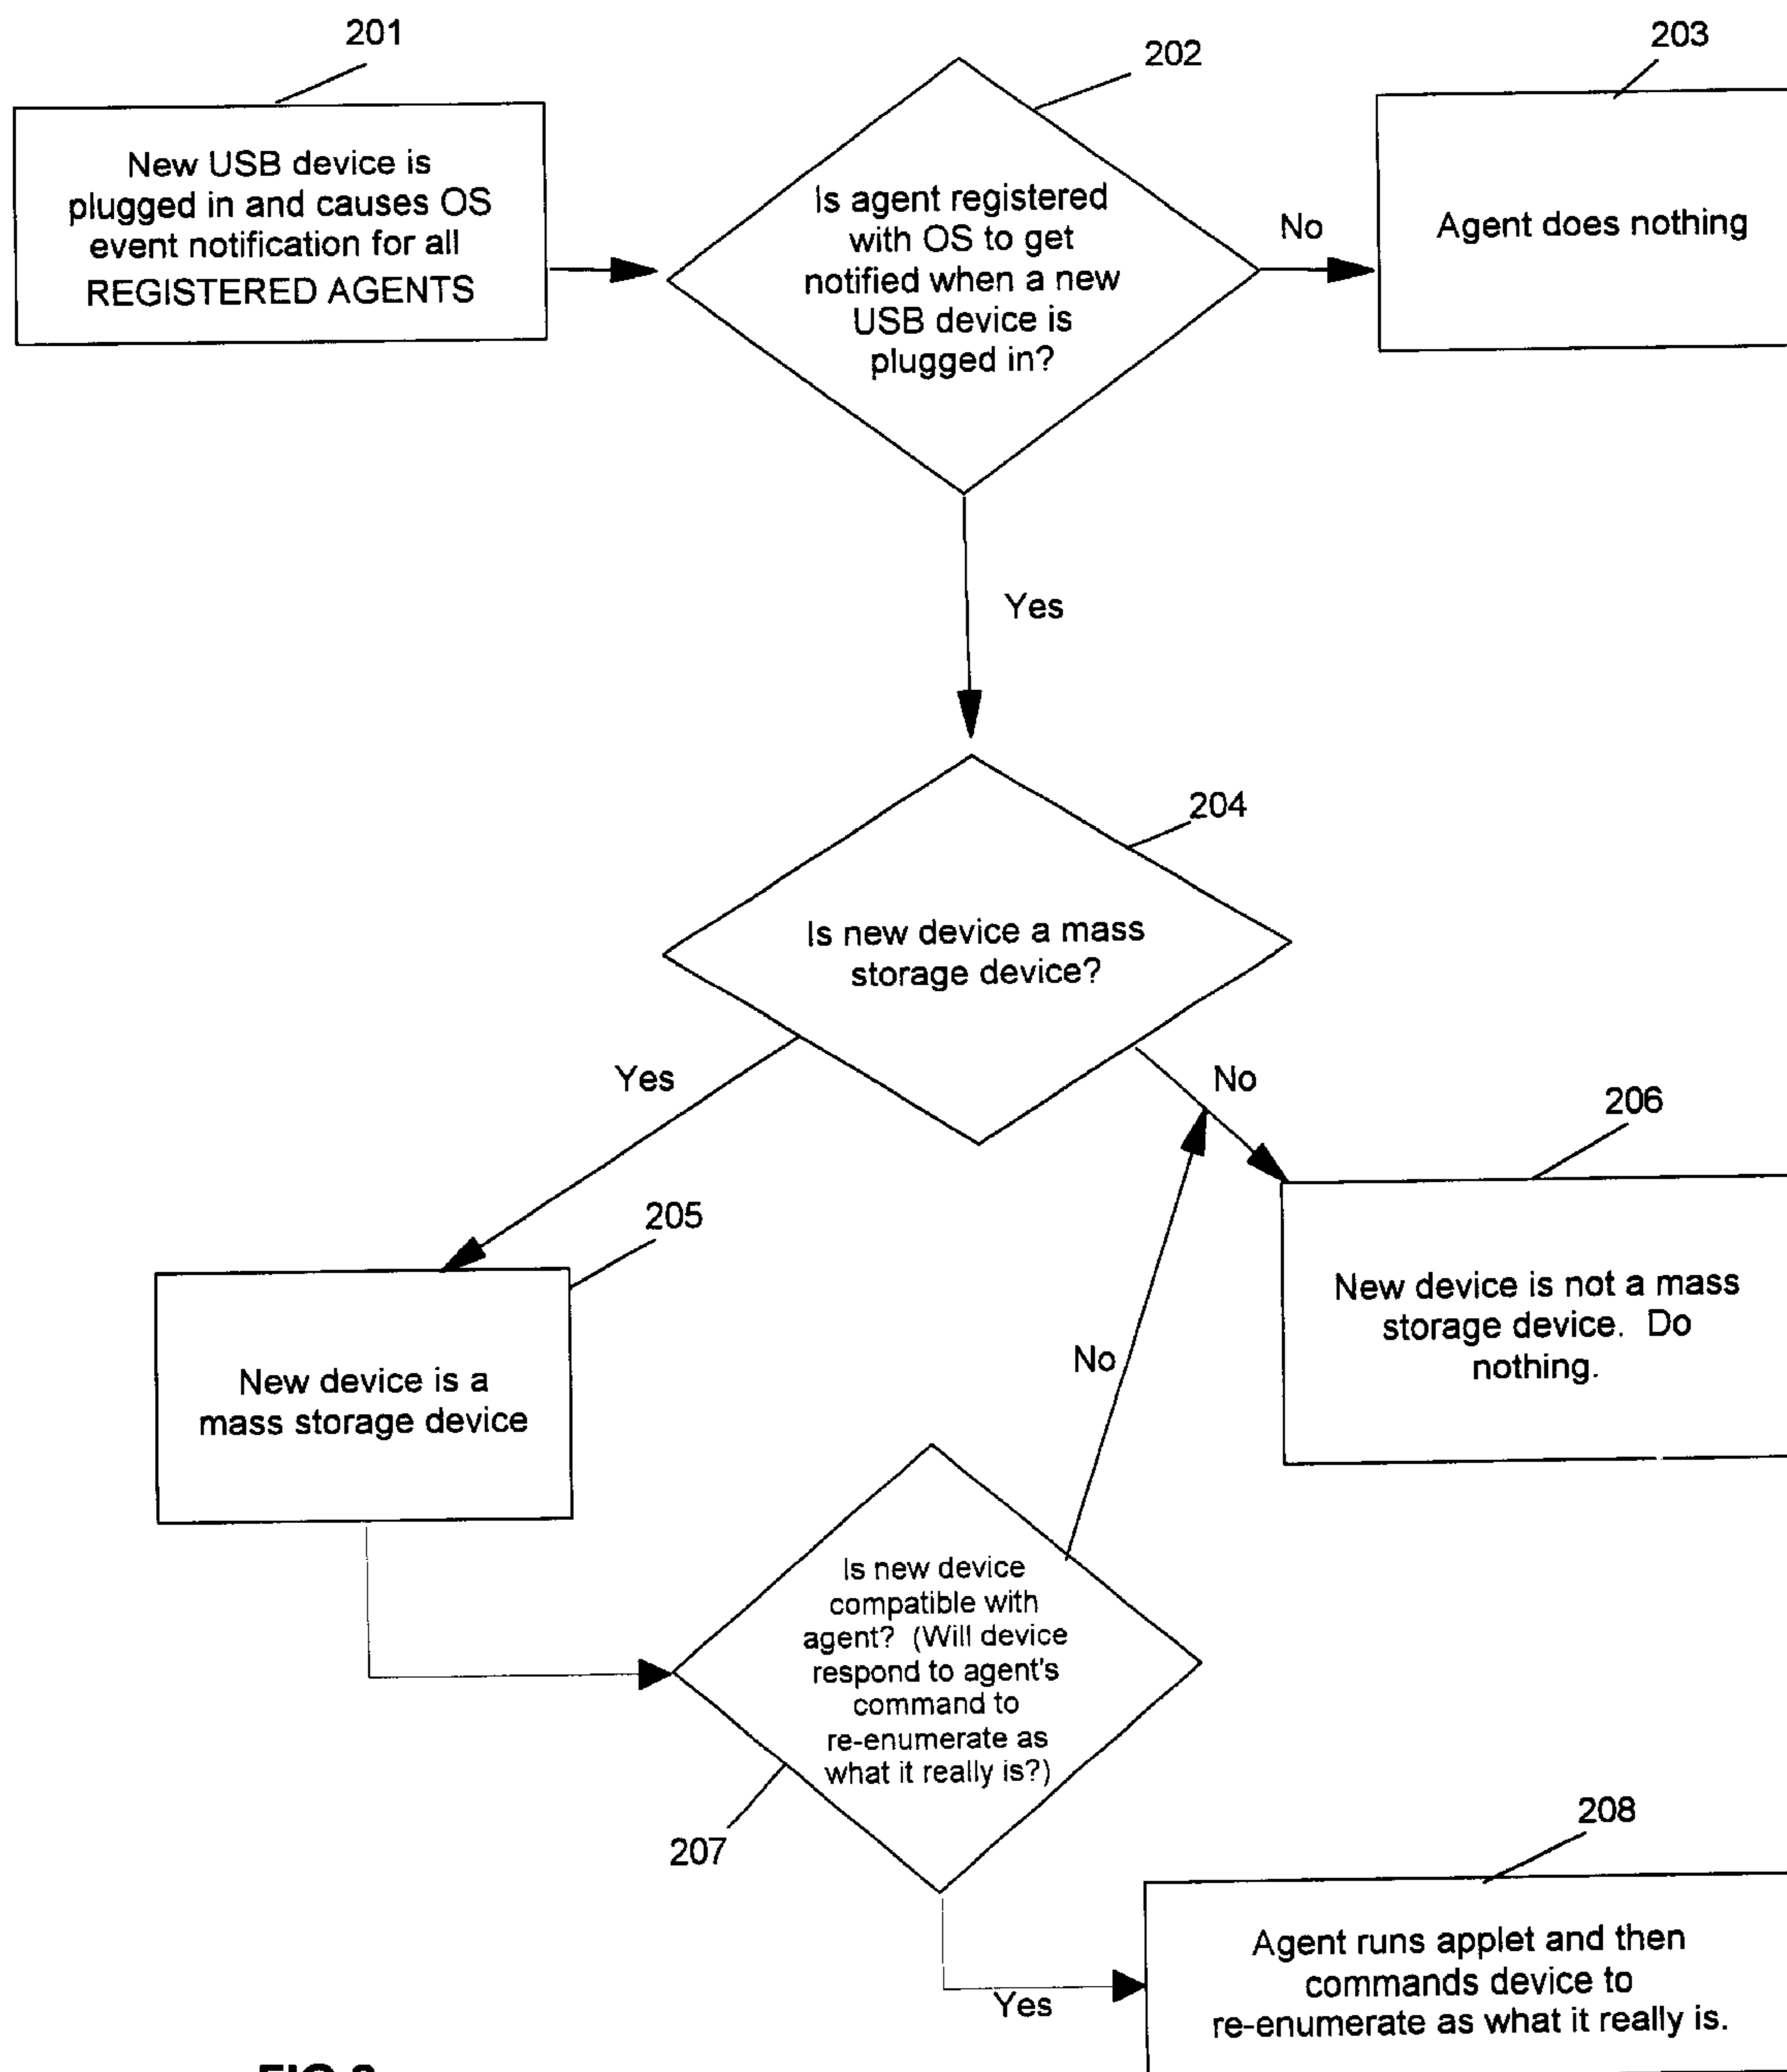 201
202
203
New USB device is
plugged in and causes OS
event notification for all
REGISTERED AGENTS
Is agent registered
with OS to get
notified when a new
USB device is
plugged in?
No
Agent does nothing
Yes
204
Is new device a mass
storage device?
Yes
No
205
206
New device is a
mass storage device
New device is not a mass
storage device. Do
nothing.
No
Is new device
compatible with
agent? (Will device
respond to agent's
command to
re-enumerate as
what it really is?)
207
208
Yes
Agent runs applet and then
commands device to
re-enumerate as what it really is.